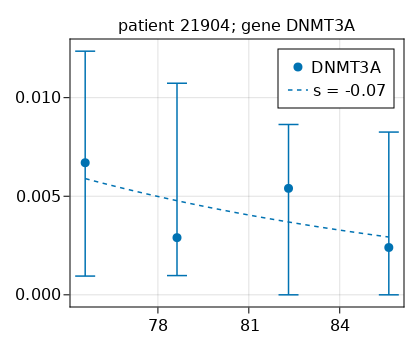 patient 21904; gene DNMT3A
DNMT3A
s = -0.07
0.010
0.005
0.000
78 81 84